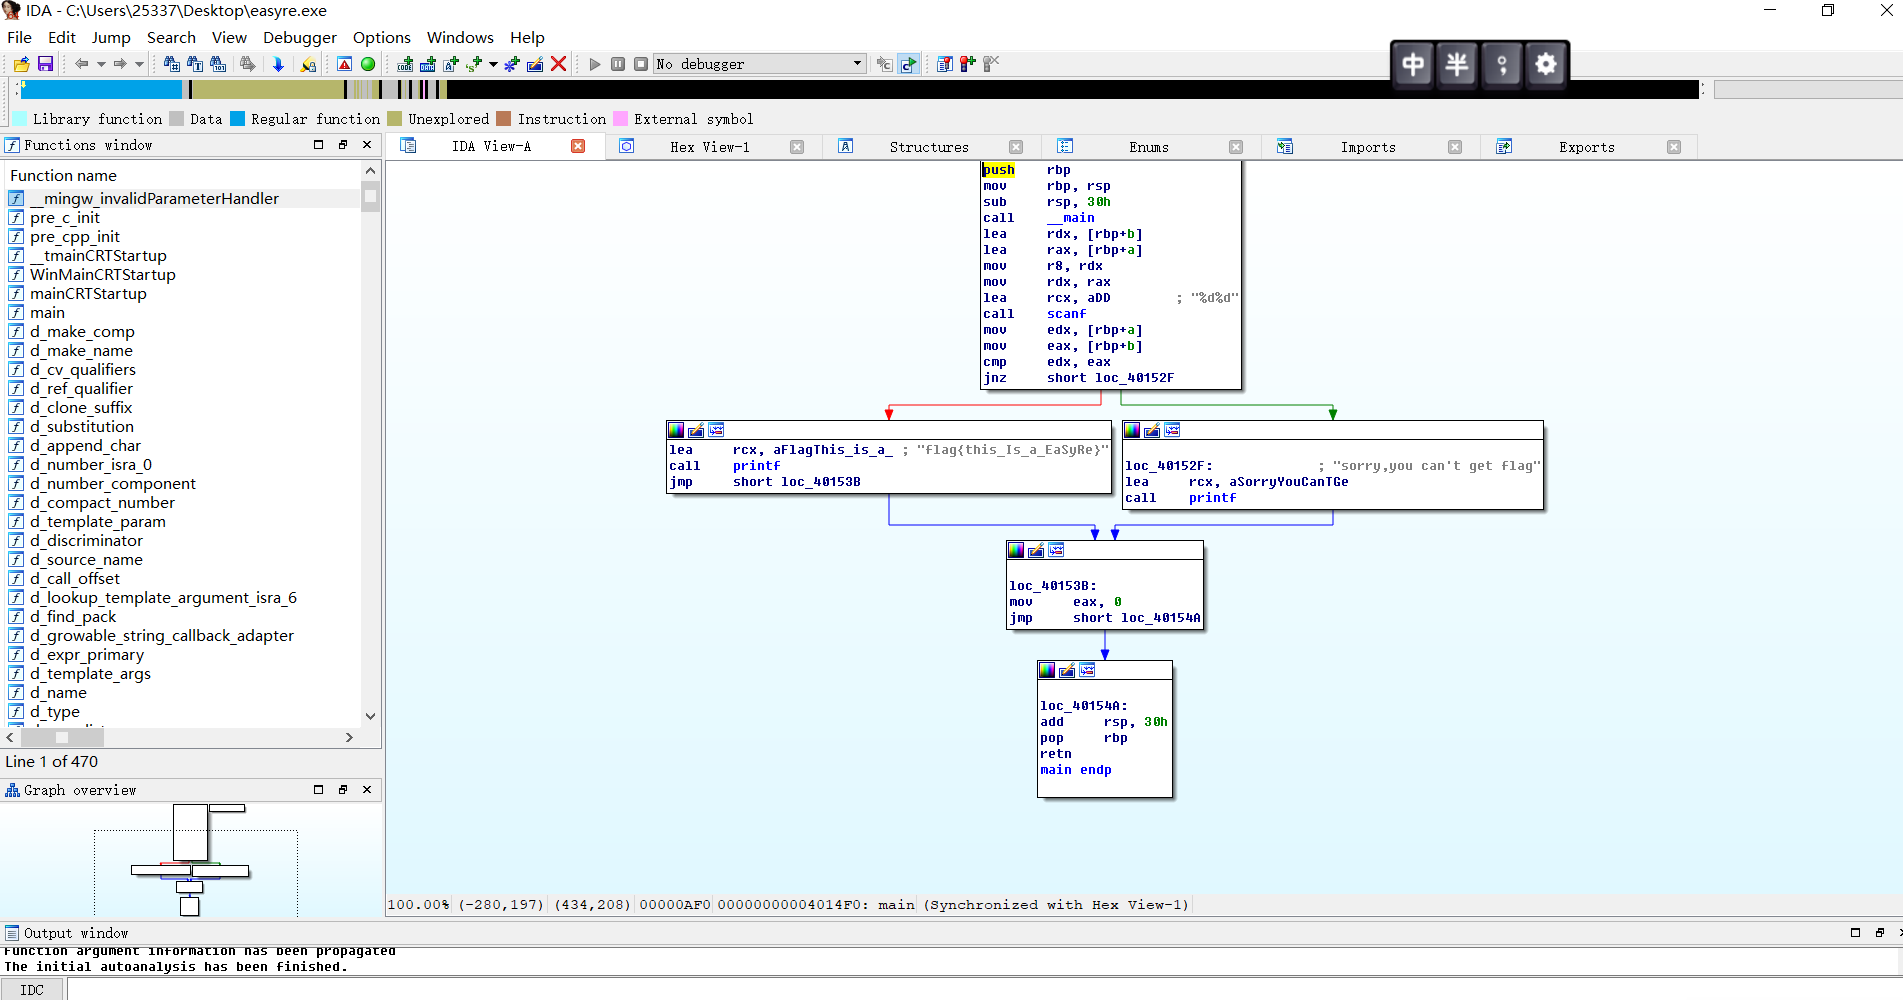 IDA - C:\Users\25337\Desktop\easyre.exe
File Edit Jump Search View Debugger Options Windows Help
No debugger
中 半 ; 
Library function Data Regular function Unexplored Instruction External symbol
Functions window
IDA View-A Hex View-1 Structures Enums Imports Exports
Function name
__mingw_invalidParameterHandler
pre_c_init
pre_cpp_init
__tmainCRTStartup
WinMainCRTStartup
mainCRTStartup
main
d_make_comp
d_make_name
d_cv_qualifiers
d_ref_qualifier
d_clone_suffix
d_substitution
d_append_char
d_number_isra_0
d_number_component
d_compact_number
d_template_param
d_discriminator
d_source_name
d_call_offset
d_lookup_template_argument_isra_6
d_find_pack
d_growable_string_callback_adapter
d_expr_primary
d_template_args
d_name
d_type
Line 1 of 470
Graph overview
push rbp
mov rbp, rsp
sub rsp, 30h
call __main
lea rdx, [rbp+b]
lea rax, [rbp+a]
mov r8, rdx
mov rdx, rax
lea rcx, aDD ; "%d%d"
call scanf
mov edx, [rbp+a]
mov eax, [rbp+b]
cmp edx, eax
jnz short loc_40152F
lea rcx, aFlagThis_is_a_ ; "flag{this_Is_a_EaSyRe}"
call printf
jmp short loc_40153B
loc_40152F: ; "sorry,you can't get flag"
lea rcx, aSorryYouCanTGe
call printf
loc_40153B:
mov eax, 0
jmp short loc_40154A
loc_40154A:
add rsp, 30h
pop rbp
retn
main endp
100.00% (-280,197) (434,208) 00000AF0 00000000004014F0: main (Synchronized with Hex View-1)
Output window
Function argument information has been propagated
The initial autoanalysis has been finished.
IDC